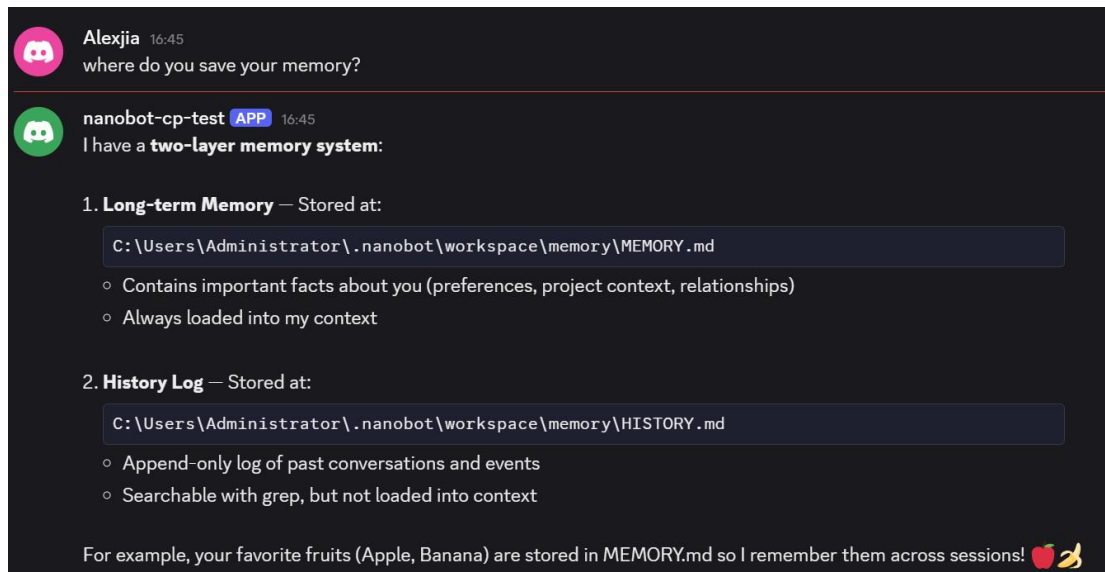 Alexjia 16:45
where do you save your memory?
nanobot-cp-test APP 16:45
I have a two-layer memory system:
1. Long-term Memory — Stored at:
C:\Users\Administrator\.nanobot\workspace\memory\MEMORY.md
○ Contains important facts about you (preferences, project context, relationships)
○ Always loaded into my context
2. History Log — Stored at:
C:\Users\Administrator\.nanobot\workspace\memory\HISTORY.md
○ Append-only log of past conversations and events
○ Searchable with grep, but not loaded into context
For example, your favorite fruits (Apple, Banana) are stored in MEMORY.md so I remember them across sessions! 🍎🍌